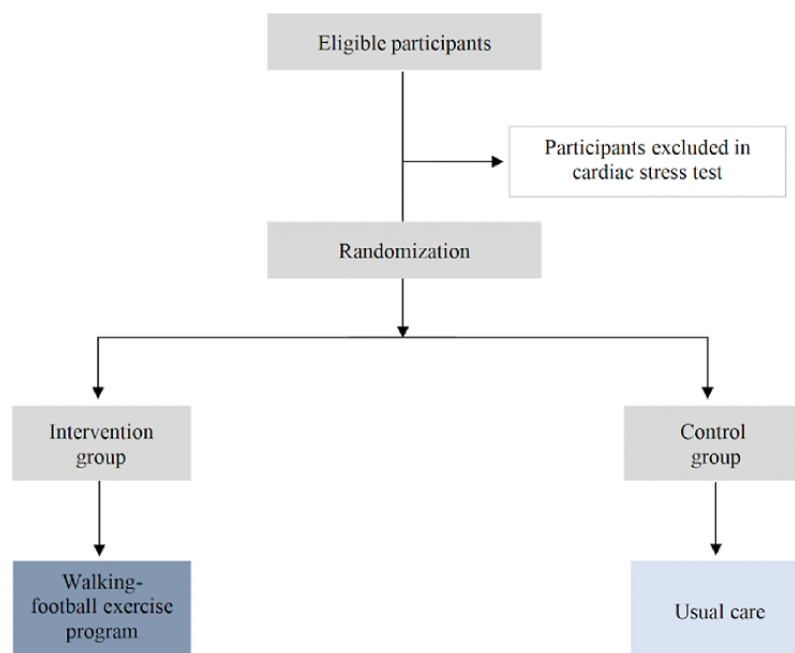 Eligible participants
Participants excluded in
cardiac stress test
Randomization
Intervention
group
Control
group
Walking-
football exercise
program
Usual care